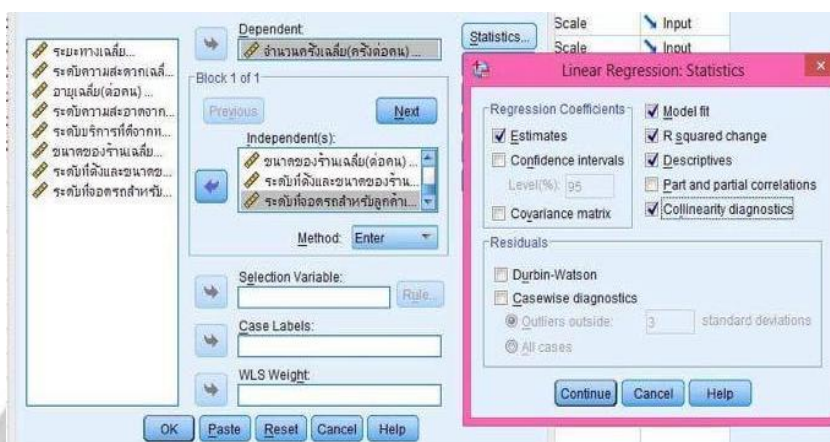 Dependent:
จำนวนครั้งเฉลี่ย(ครั้งต่อคน) ...
Statistics...
Scale Input
Scale Input
ระยะทางเฉลี่ย...
ระดับความสะดวกเฉลี่...
อายุเฉลี่ย(ต่อคน) ...
ระดับความสะอาดจาก...
ระดับบริการที่ดีจากท...
ขนาดของร้านเฉลี่ย...
ระดับที่ตั้งและขนาดข...
ระดับที่จอดรถสำหรับ...
Block 1 of 1
Previous
Next
Independent(s):
ขนาดของร้านเฉลี่ย(ต่อคน) ...
ระดับที่ตั้งและขนาดของร้าน...
ระดับที่จอดรถสำหรับลูกค้าเ...
Method: Enter
Selection Variable:
Rule...
Case Labels:
WLS Weight:
OK Paste Reset Cancel Help
Linear Regression: Statistics
x
Regression Coefficients
Estimates
Confidence intervals
Level(%): 95
Covariance matrix
Model fit
R squared change
Descriptives
Part and partial correlations
Collinearity diagnostics
Residuals
Durbin-Watson
Casewise diagnostics
Outliers outside: 3 standard deviations
All cases
Continue Cancel Help